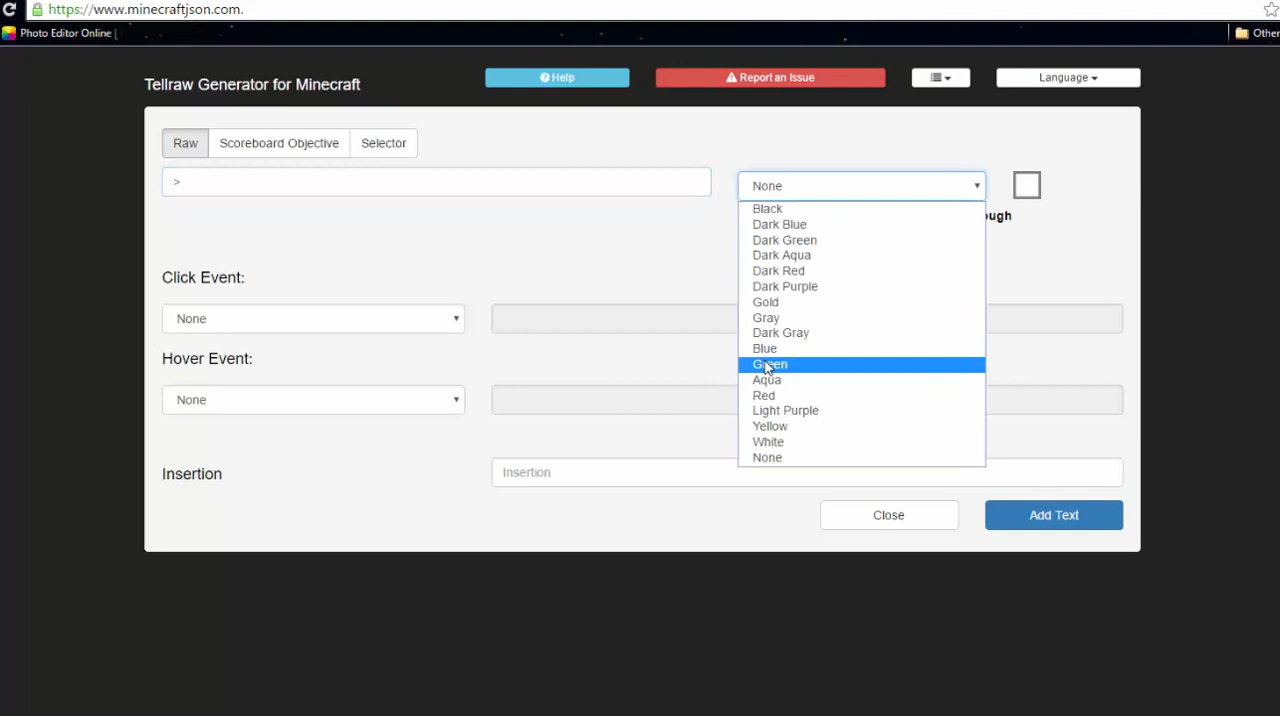 https://www.minecraftjson.com.
Photo Editor Online
Other
Tellraw Generator for Minecraft
Help
Report an Issue
Language
Raw
Scoreboard Objective
Selector
>
None
ough
Black
Dark Blue
Dark Green
Dark Aqua
Dark Red
Dark Purple
Gold
Gray
Dark Gray
Blue
Green
Aqua
Red
Light Purple
Yellow
White
None
Click Event:
None
Hover Event:
None
Insertion
Insertion
Close
Add Text